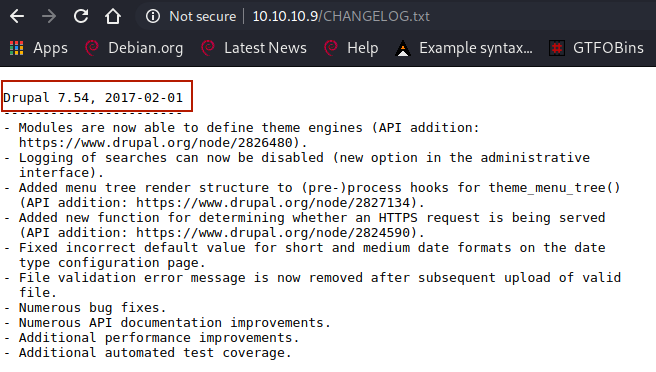 Not secure | 10.10.10.9/CHANGELOG.txt
Apps Debian.org Latest News Help Example syntax... GTFOBins
Drupal 7.54, 2017-02-01
-----------------------
- Modules are now able to define theme engines (API addition:
https://www.drupal.org/node/2826480).
- Logging of searches can now be disabled (new option in the administrative
interface).
- Added menu tree render structure to (pre-)process hooks for theme_menu_tree()
(API addition: https://www.drupal.org/node/2827134).
- Added new function for determining whether an HTTPS request is being served
(API addition: https://www.drupal.org/node/2824590).
- Fixed incorrect default value for short and medium date formats on the date
type configuration page.
- File validation error message is now removed after subsequent upload of valid
file.
- Numerous bug fixes.
- Numerous API documentation improvements.
- Additional performance improvements.
- Additional automated test coverage.